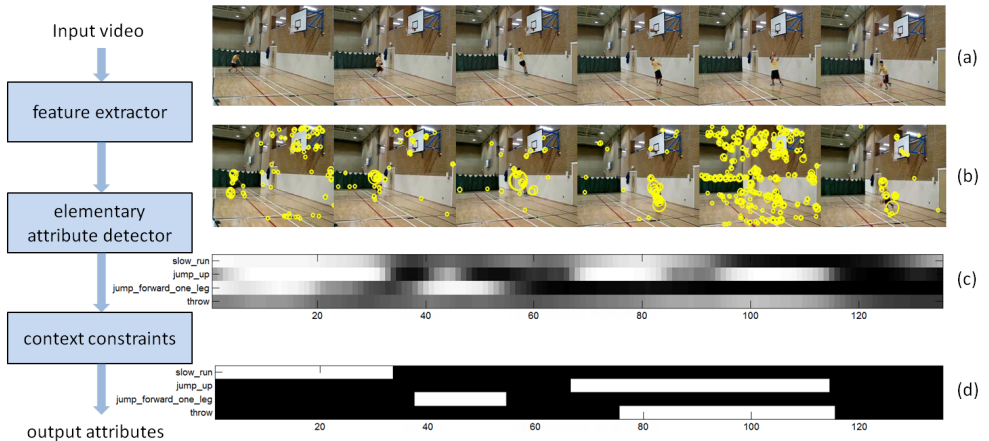 Input video
feature extractor
elementary
attribute detector
context constraints
output attributes
(a)
(b)
slow_run
jump_up
jump_forward_one_leg
throw
20 40 60 80 100 120
(c)
slow_run
jump_up
jump_forward_one_leg
throw
20 40 60 80 100 120
(d)